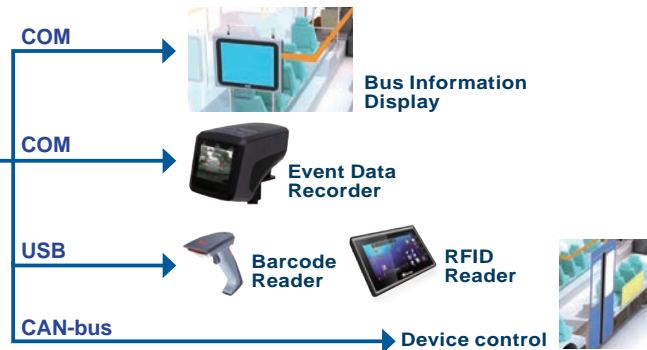 COM
Bus Information
Display
COM
Event Data
Recorder
USB
Barcode
Reader
RFID
Reader
CAN-bus
Device control